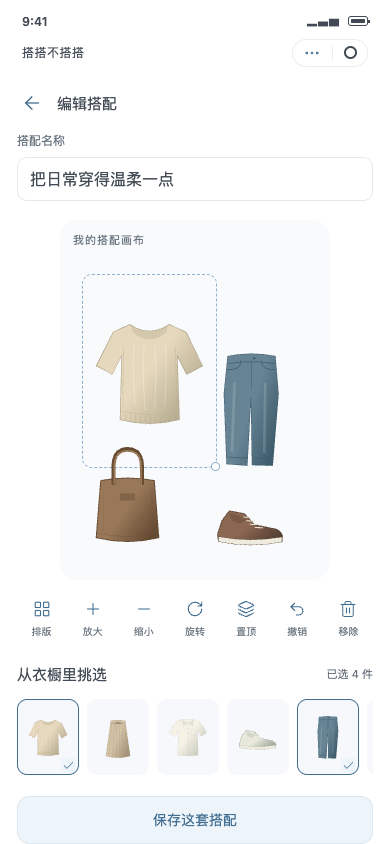 9:41
搭搭不搭搭
编辑搭配
搭配名称
把日常穿得温柔一点
我的搭配画布
排版 放大 缩小 旋转 置顶 撤销 移除
从衣橱里挑选 已选 4 件
保存这套搭配